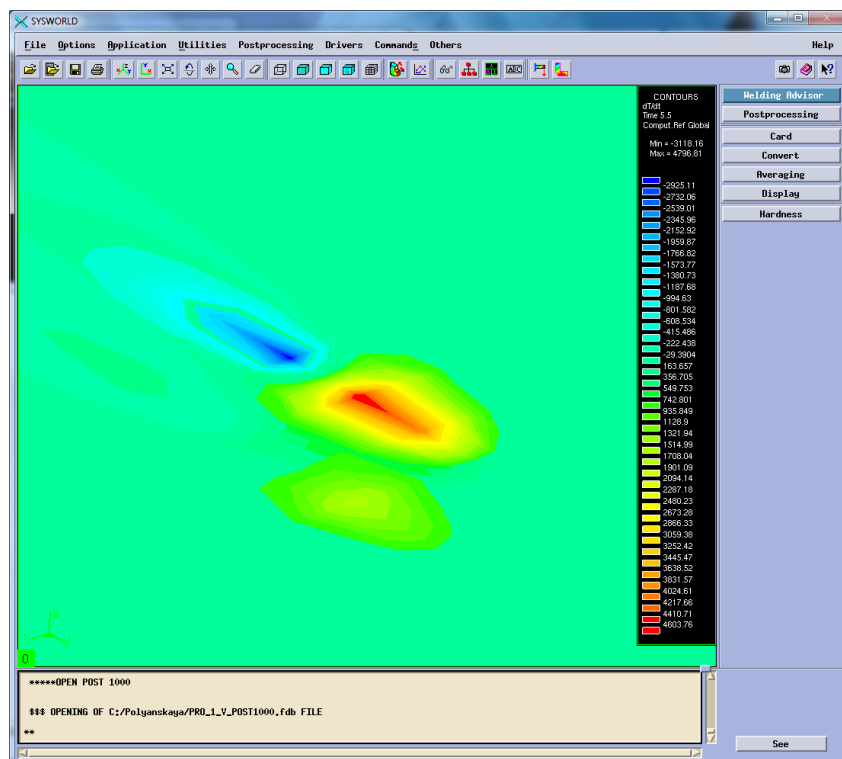 SYSWORLD
File Options Application Utilities Postprocessing Drivers Commands Others Help
ABC
CONTOURS
dT/dt
Time 5.5
Comput.Ref Global
Min = -3118.16
Max = 4796.81
-2925.11
-2732.06
-2539.01
-2345.96
-2152.92
-1959.87
-1766.82
-1573.77
-1380.73
-1187.68
-994.63
-801.582
-608.534
-415.486
-222.438
-29.3904
163.657
356.705
549.753
742.801
935.849
1128.9
1321.94
1514.99
1708.04
1901.09
2094.14
2287.18
2480.23
2673.28
2866.33
3059.38
3252.42
3445.47
3638.52
3831.57
4024.61
4217.66
4410.71
4603.76
Welding Advisor
Postprocessing
Card
Convert
Averaging
Display
Hardness
0
*****OPEN POST 1000
$$$ OPENING OF C:/Polyanskaya/PRO_1_V_POST1000.fdb FILE
**
See